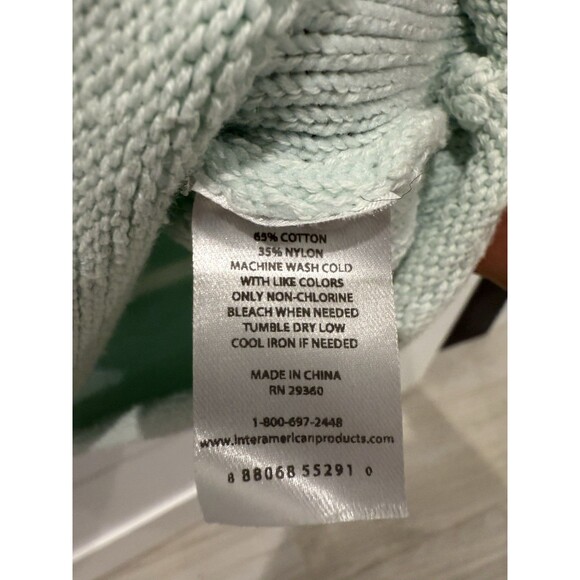 65% COTTON
35% NYLON
MACHINE WASH COLD
WITH LIKE COLORS
ONLY NON-CHLORINE
BLEACH WHEN NEEDED
TUMBLE DRY LOW
COOL IRON IF NEEDED
MADE IN CHINA
RN 29360
1-800-697-2448
www.interamericanproducts.com
8 88068 55291 0